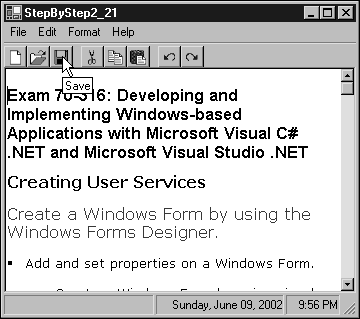 StepByStep2_21
File Edit Format Help
Save
Exam 70-316: Developing and
Implementing Windows-based
Applications with Microsoft Visual C#
.NET and Microsoft Visual Studio .NET
Creating User Services
Create a Windows Form by using the
Windows Forms Designer.
▪ Add and set properties on a Windows Form.
Sunday, June 09, 2002 9:56 PM